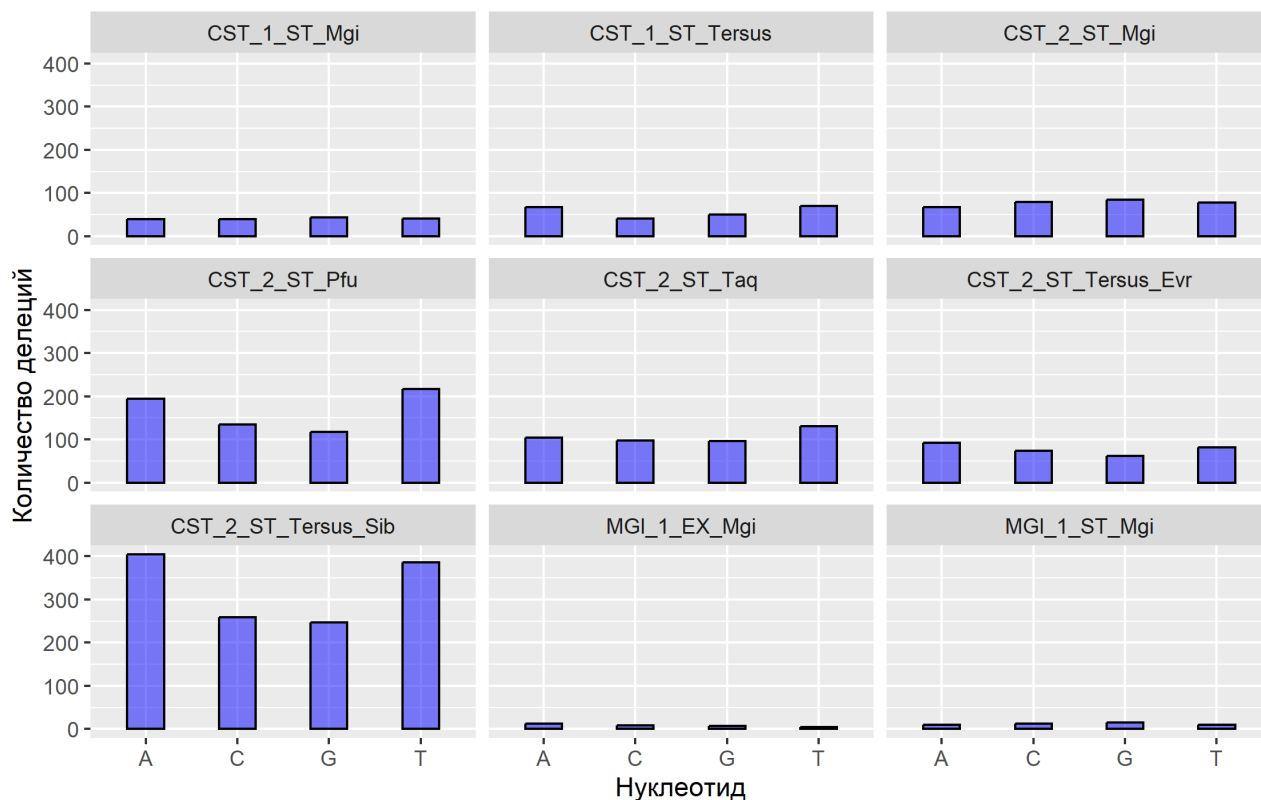 CST_1_ST_Mgi
CST_1_ST_Tersus
CST_2_ST_Mgi
400
300
200
100
0
Количество делеций
CST_2_ST_Pfu
CST_2_ST_Taq
CST_2_ST_Tersus_Evr
400
300
200
100
0
CST_2_ST_Tersus_Sib
MGI_1_EX_Mgi
MGI_1_ST_Mgi
400
300
200
100
0
A C G T
A C G T
A C G T
Нуклеотид